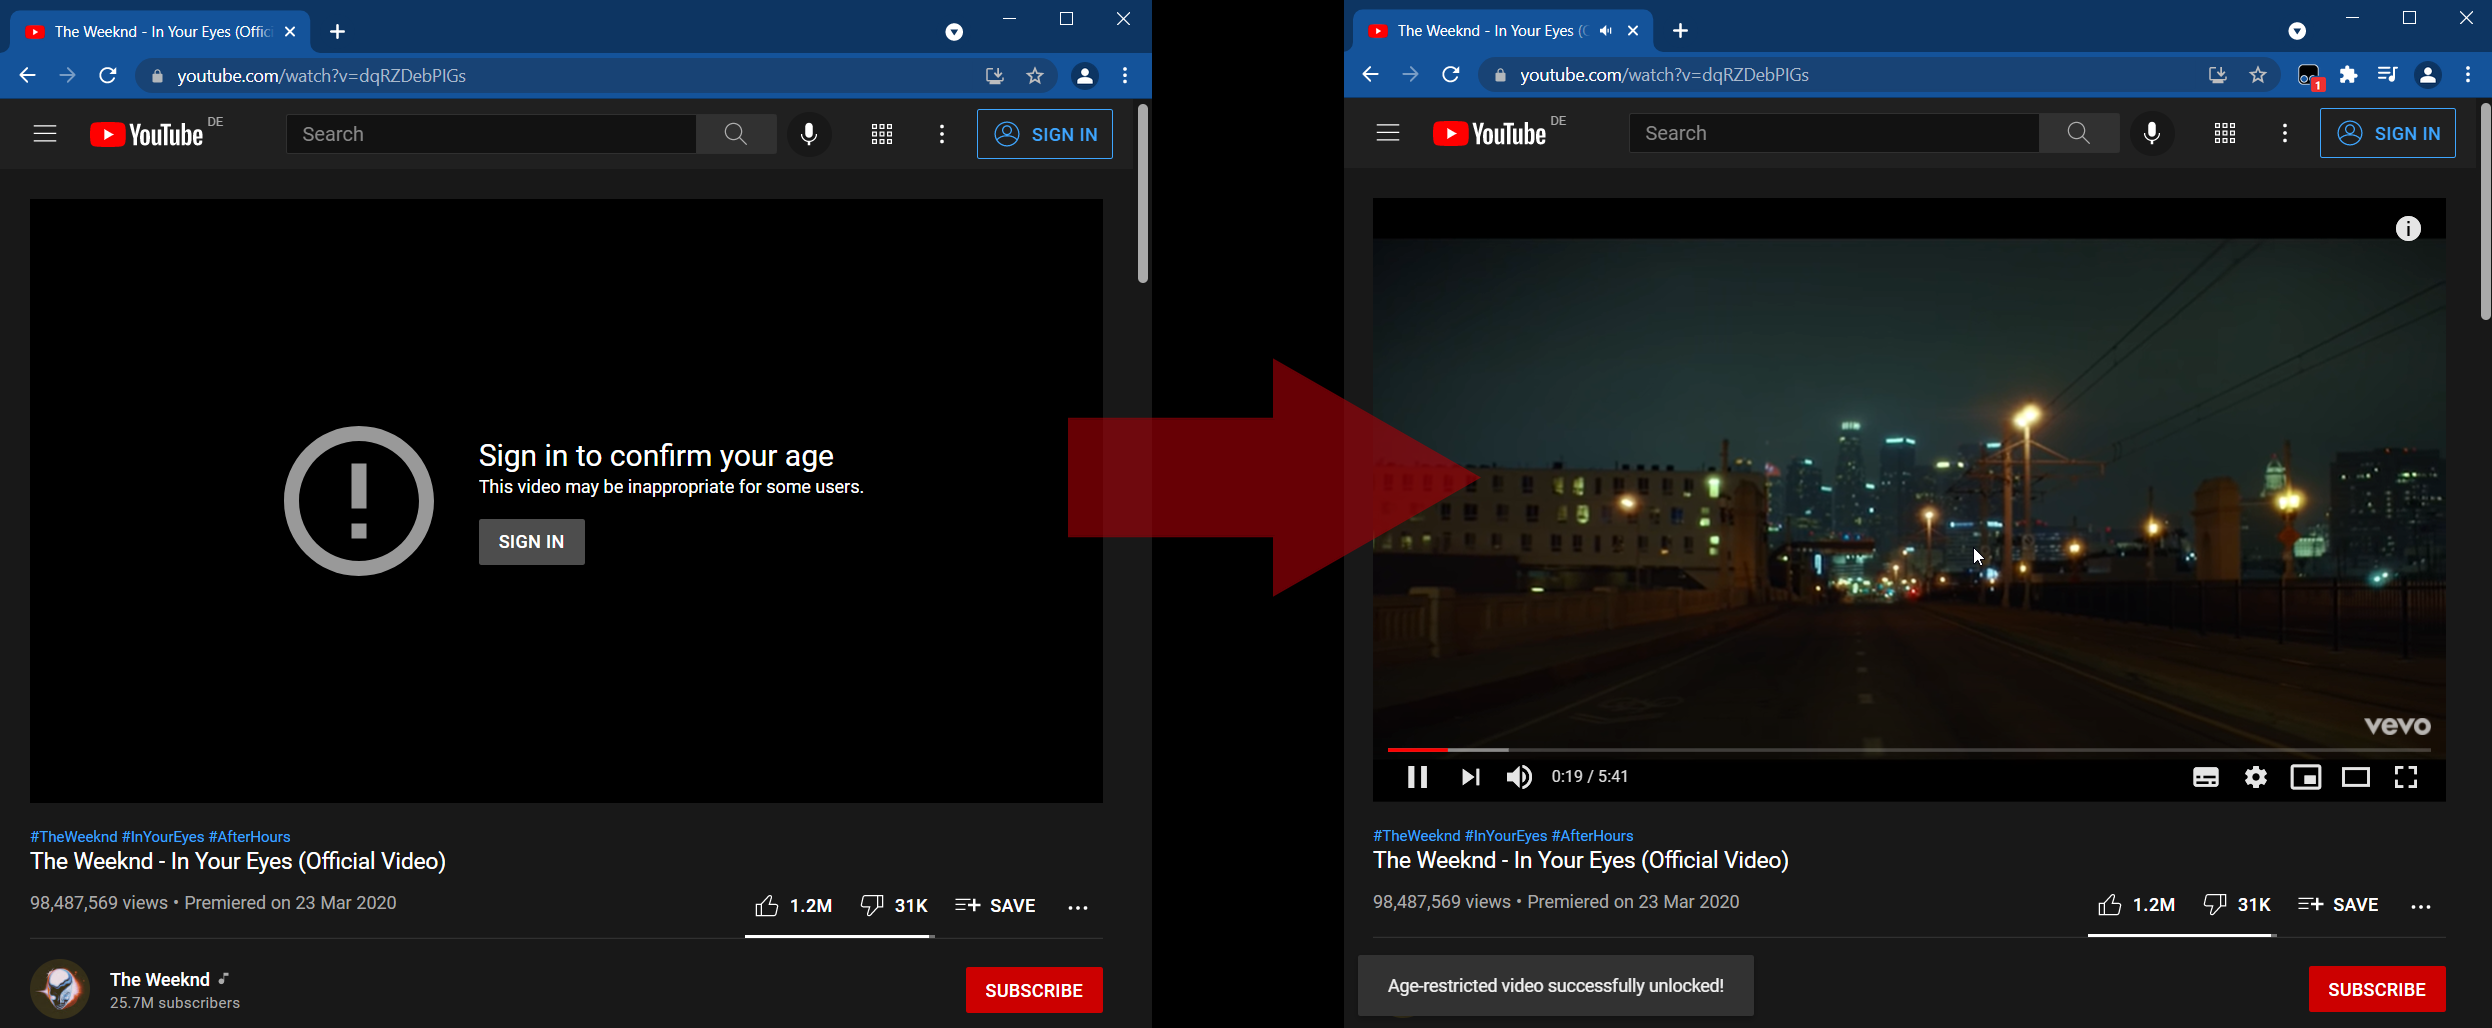 The Weeknd - In Your Eyes (Offic
youtube.com/watch?v=dqRZDebPIGs
YouTube DE
Search
SIGN IN
Sign in to confirm your age
This video may be inappropriate for some users.
SIGN IN
#TheWeeknd #InYourEyes #AfterHours
The Weeknd - In Your Eyes (Official Video)
98,487,569 views • Premiered on 23 Mar 2020
1.2M 31K SAVE
The Weeknd
25.7M subscribers
SUBSCRIBE
The Weeknd - In Your Eyes (
youtube.com/watch?v=dqRZDebPIGs
1
YouTube DE
Search
SIGN IN
vevo
0:19 / 5:41
#TheWeeknd #InYourEyes #AfterHours
The Weeknd - In Your Eyes (Official Video)
98,487,569 views • Premiered on 23 Mar 2020
1.2M 31K SAVE
Age-restricted video successfully unlocked!
SUBSCRIBE